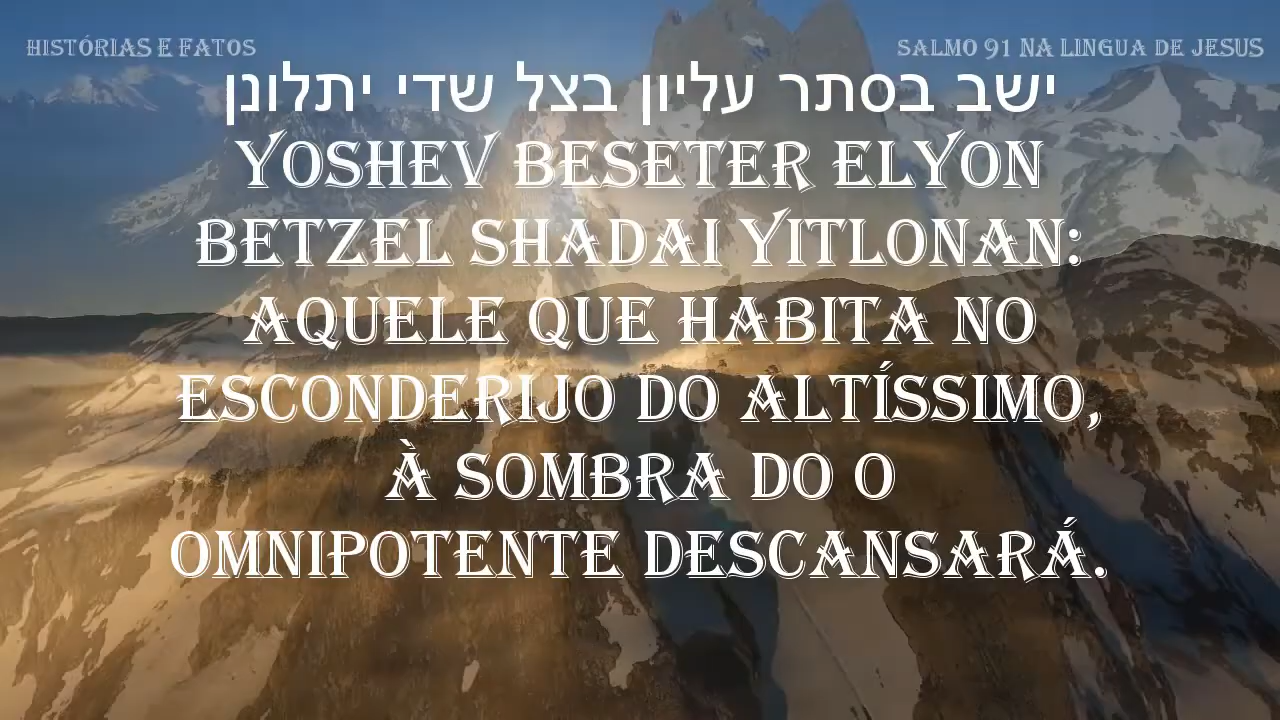 HISTÓRIAS E FATOS
SALMO 91 NA LINGUA DE JESUS
ישב בסתר עליון בצל שדי יתלונן
YOSHEV BESETER ELYON
BETZEL SHADAI YITLONAN:
AQUELE QUE HABITA NO
ESCONDERIJO DO ALTÍSSIMO,
À SOMBRA DO O
OMNIPOTENTE DESCANSARÁ.